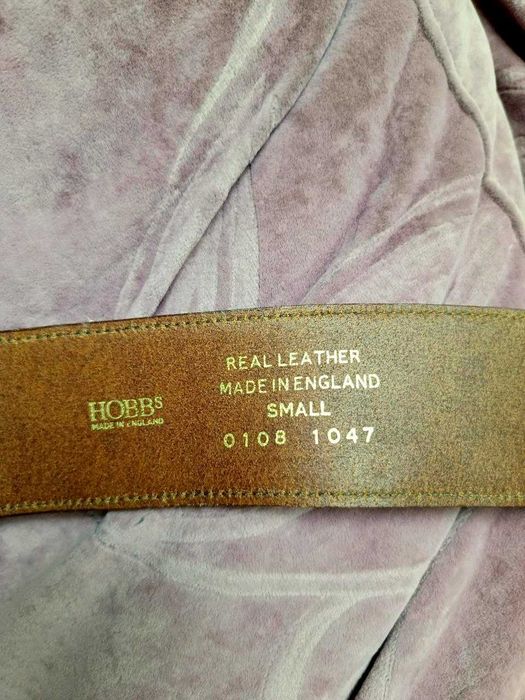 HOBBS
MADE IN ENGLAND
REAL LEATHER
MADE IN ENGLAND
SMALL
0108 1047